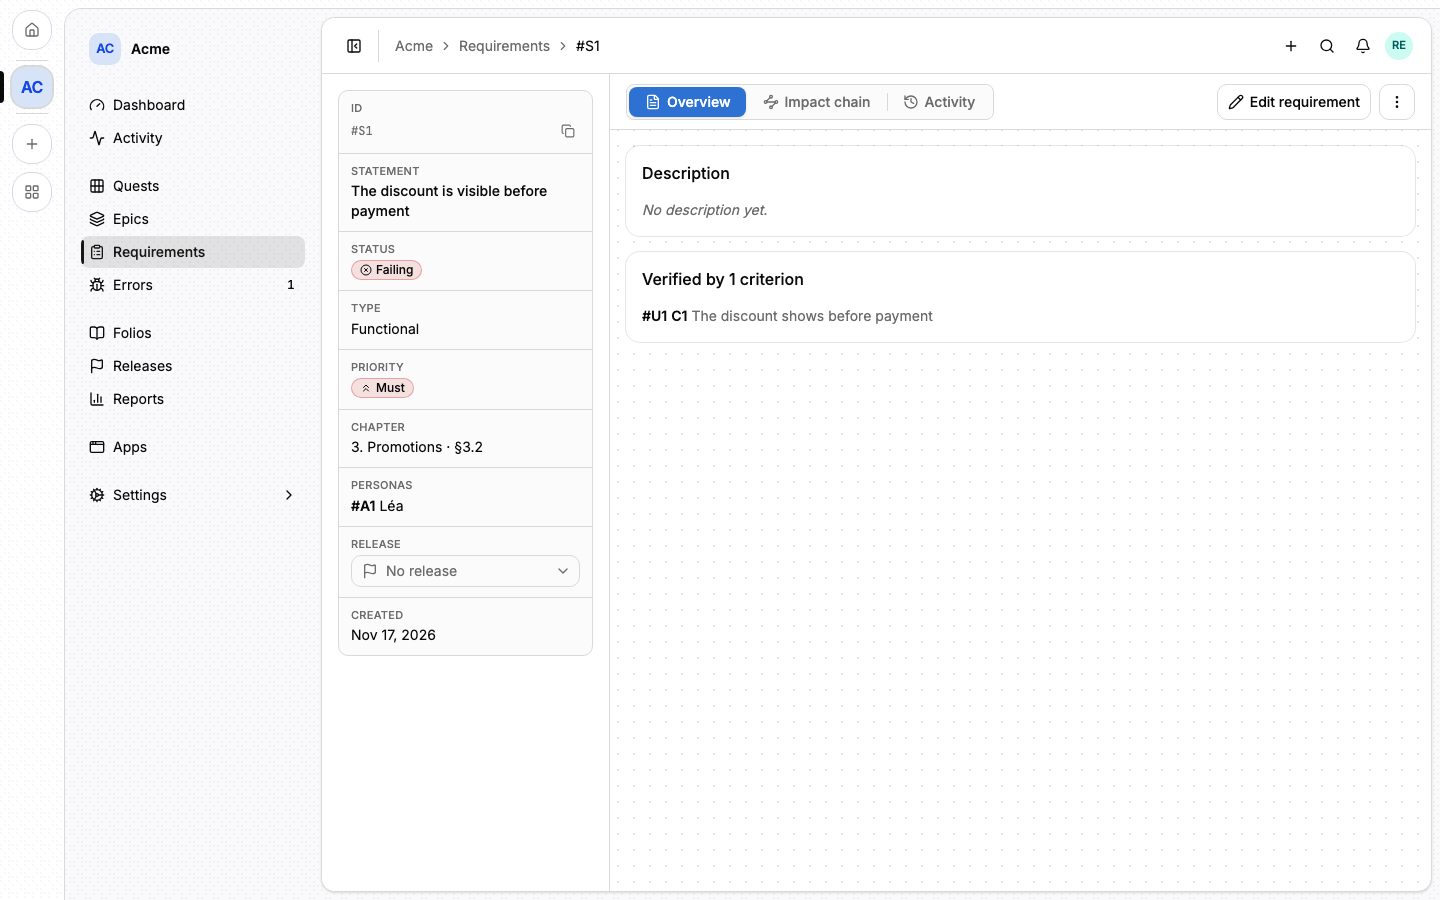 AC
AC Acme
Dashboard
Activity
Quests
Epics
Requirements
Errors 1
Folios
Releases
Reports
Apps
Settings
Acme > Requirements > #S1
RE
ID
#S1
STATEMENT
The discount is visible before
payment
STATUS
Failing
TYPE
Functional
PRIORITY
Must
CHAPTER
3. Promotions · §3.2
PERSONAS
#A1 Léa
RELEASE
No release
CREATED
Nov 17, 2026
Overview
Impact chain
Activity
Edit requirement
Description
No description yet.
Verified by 1 criterion
#U1 C1 The discount shows before payment